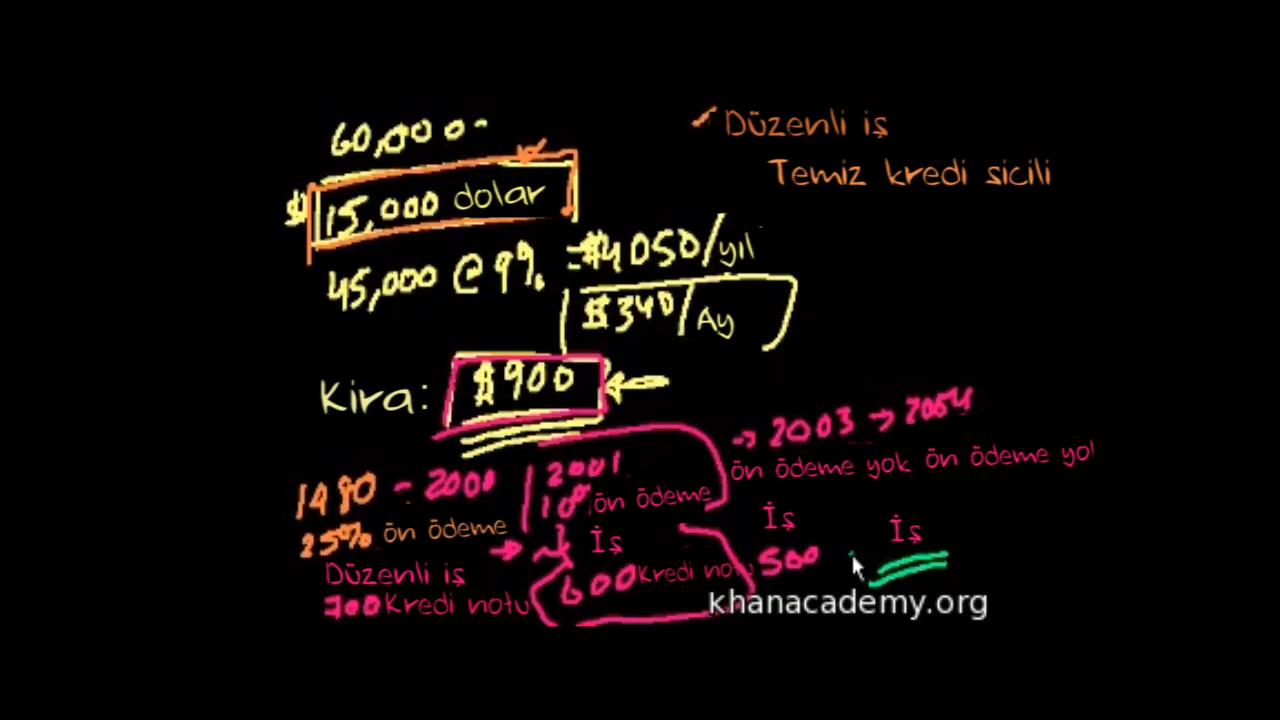 60,000
Düzenli iş
Temiz kredi sicili
$15,000 dolar
45,000 @ 9% = $4050/yıl
$340/Ay
Kira: $900
→ 2003 → 2004
ön ödeme yok ön ödeme yo
1980 - 2000
2001
25% ön ödeme
10% ön ödeme
İş
İş
İş
Düzenli iş
700 Kredi notu
600 Kredi notu
500
khanacademy.org